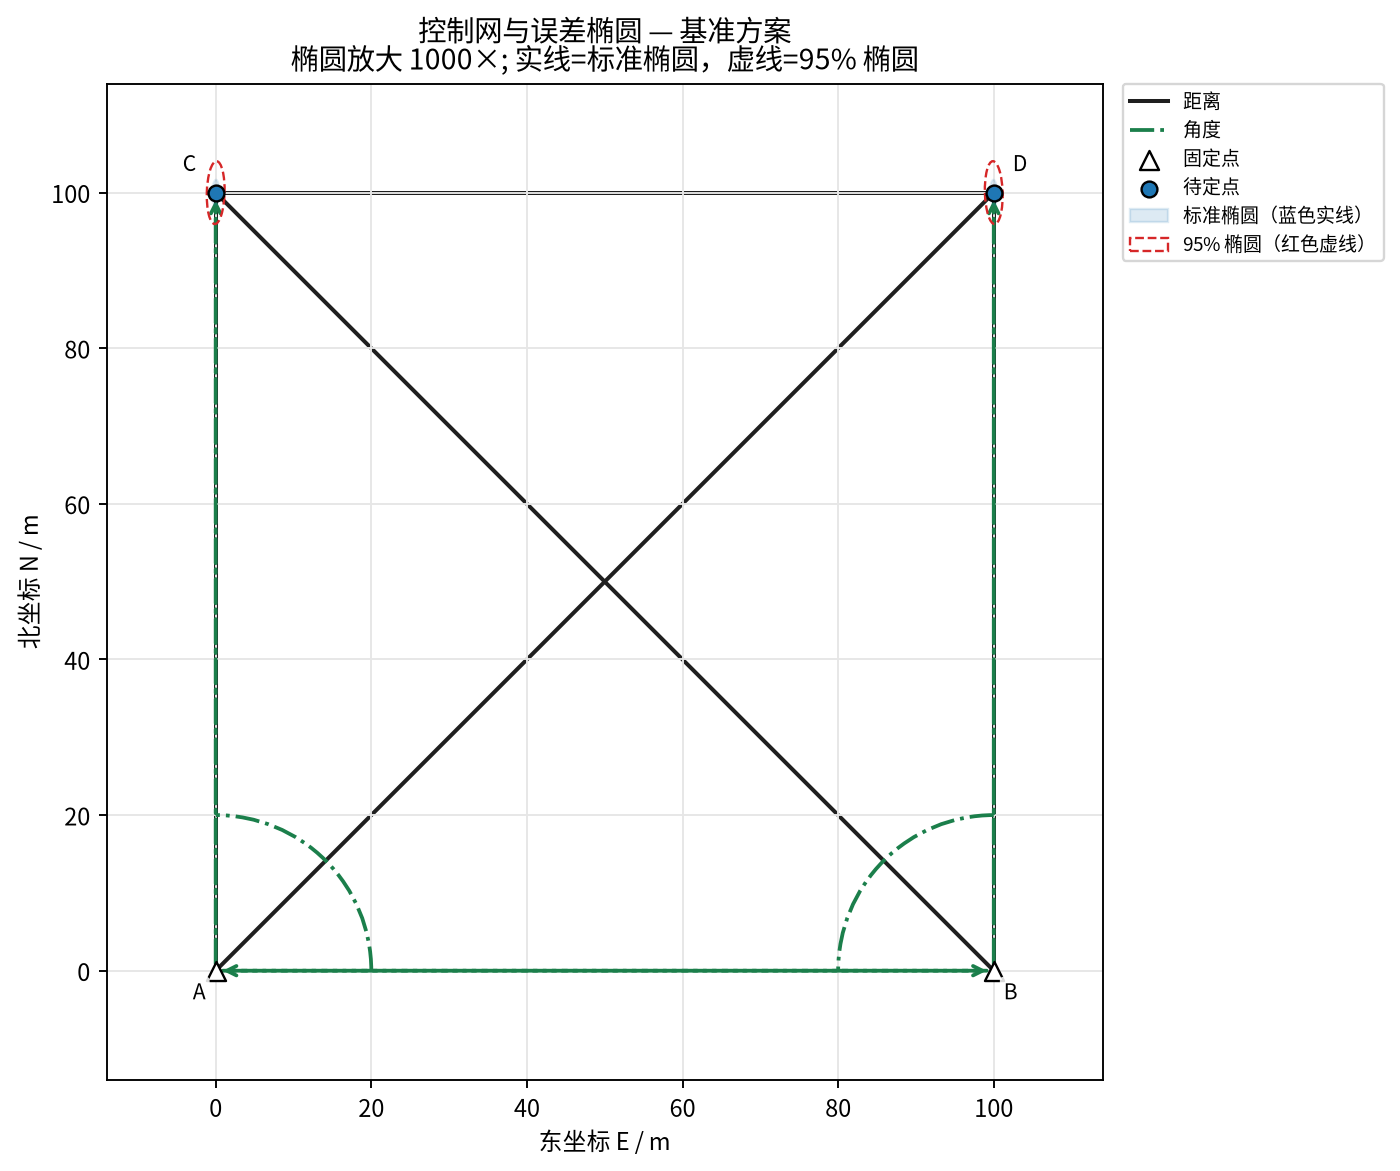 控制网与误差椭圆 — 基准方案
椭圆放大 1000×; 实线=标准椭圆，虚线=95% 椭圆
距离
角度
固定点
待定点
标准椭圆（蓝色实线）
95% 椭圆（红色虚线）
C
D
A
B
100
80
60
40
20
0
北坐标 N / m
0
20
40
60
80
100
东坐标 E / m